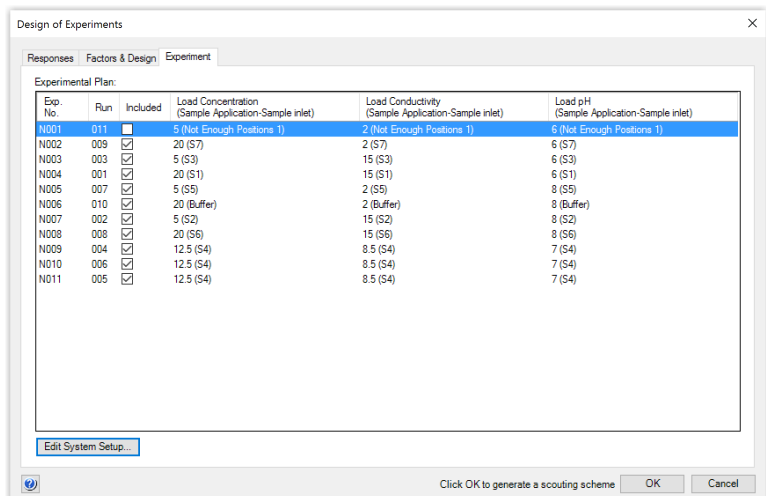 Design of Experiments
Responses Factors & Design Experiment
Experimental Plan:
Exp. No. Run Included Load Concentration (Sample Application-Sample inlet) Load Conductivity (Sample Application-Sample inlet) Load pH (Sample Application-Sample inlet)
N001 011 5 (Not Enough Positions 1) 2 (Not Enough Positions 1) 6 (Not Enough Positions 1)
N002 009 20 (S7) 2 (S7) 6 (S7)
N003 003 5 (S3) 15 (S3) 6 (S3)
N004 001 20 (S1) 15 (S1) 6 (S1)
N005 007 5 (S5) 2 (S5) 8 (S5)
N006 010 20 (Buffer) 2 (Buffer) 8 (Buffer)
N007 002 5 (S2) 15 (S2) 8 (S2)
N008 008 20 (S6) 15 (S6) 8 (S6)
N009 004 12.5 (S4) 8.5 (S4) 7 (S4)
N010 006 12.5 (S4) 8.5 (S4) 7 (S4)
N011 005 12.5 (S4) 8.5 (S4) 7 (S4)
Edit System Setup...
Click OK to generate a scouting scheme OK Cancel